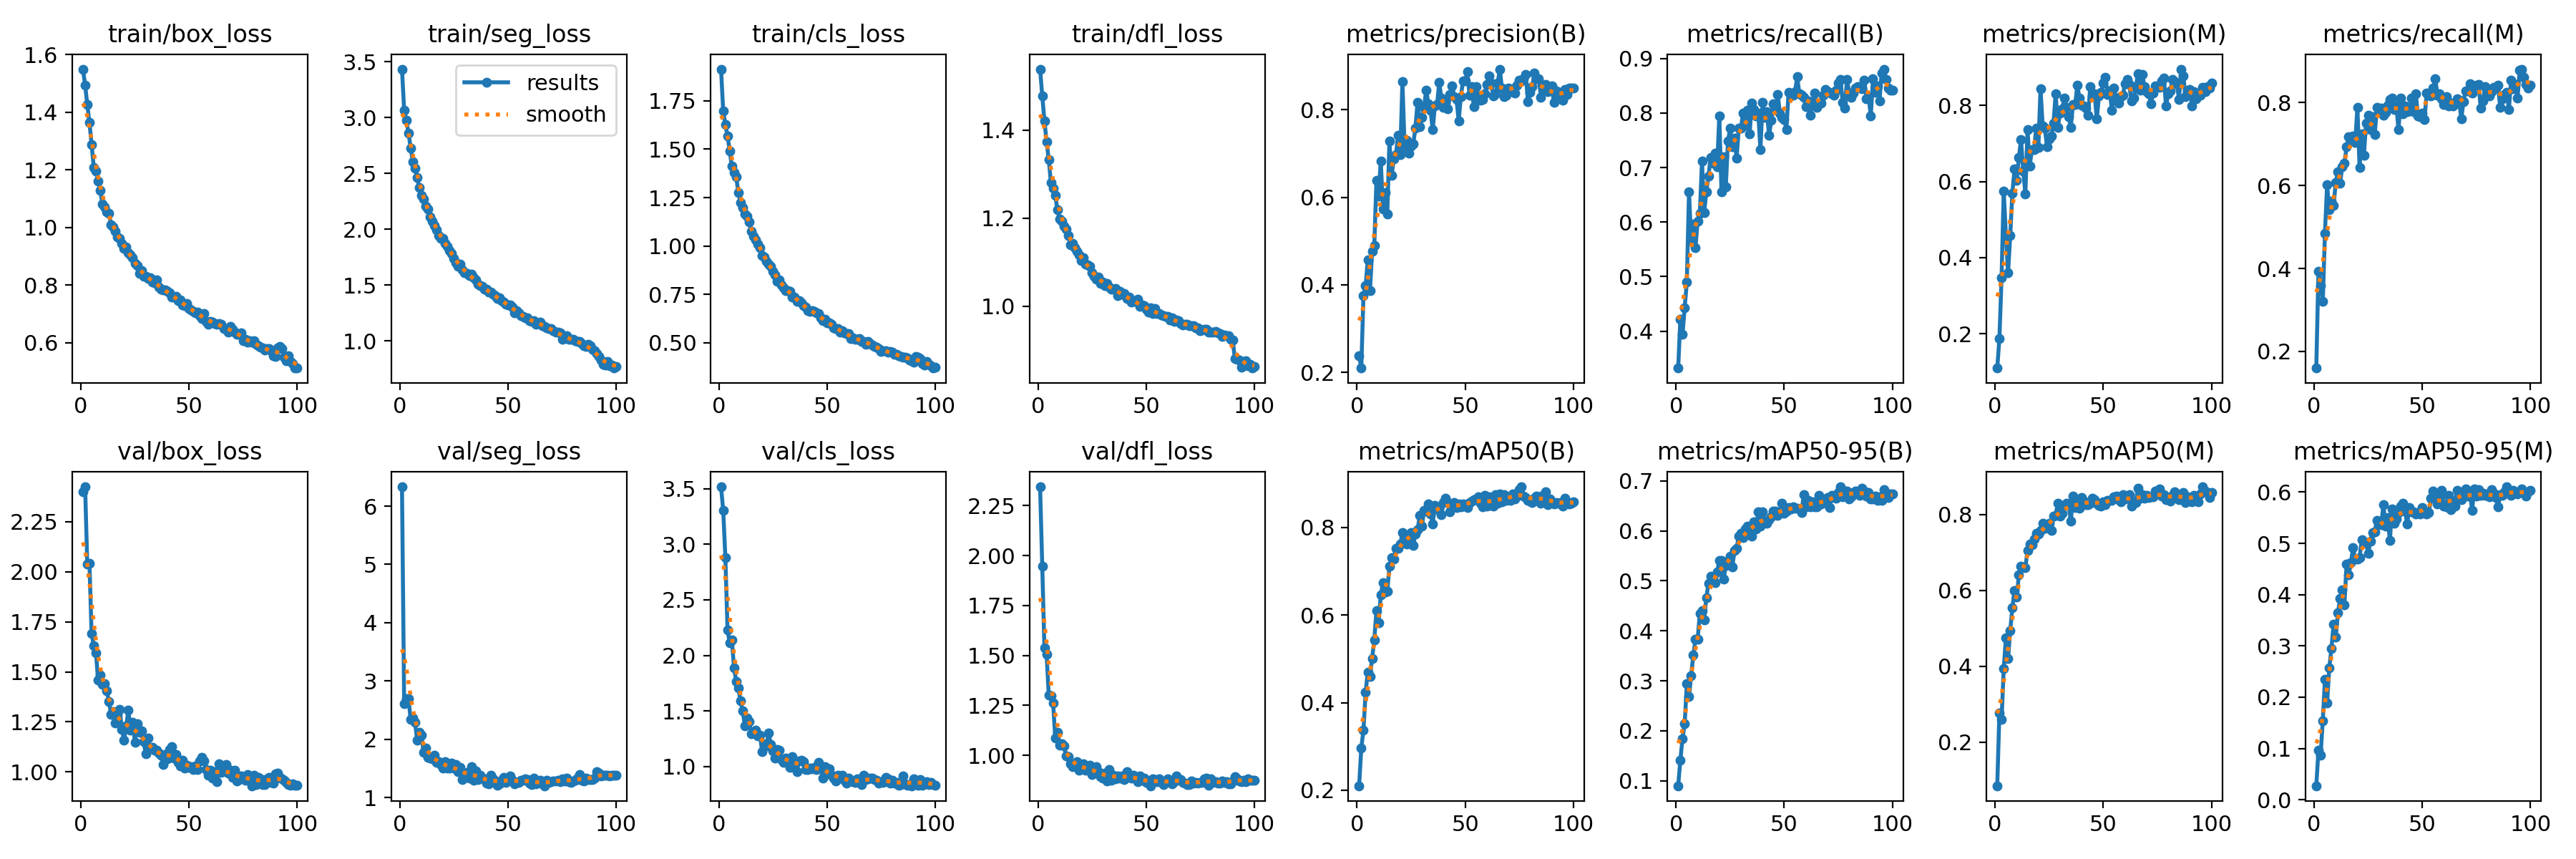 train/box_loss
1.6
1.4
1.2
1.0
0.8
0.6
0 50 100
train/seg_loss
results
smooth
3.5
3.0
2.5
2.0
1.5
1.0
0 50 100
train/cls_loss
1.75
1.50
1.25
1.00
0.75
0.50
0 50 100
train/dfl_loss
1.4
1.2
1.0
0 50 100
metrics/precision(B)
0.8
0.6
0.4
0.2
0 50 100
metrics/recall(B)
0.9
0.8
0.7
0.6
0.5
0.4
0 50 100
metrics/precision(M)
0.8
0.6
0.4
0.2
0 50 100
metrics/recall(M)
0.8
0.6
0.4
0.2
0 50 100
val/box_loss
2.25
2.00
1.75
1.50
1.25
1.00
0 50 100
val/seg_loss
6
5
4
3
2
1
0 50 100
val/cls_loss
3.5
3.0
2.5
2.0
1.5
1.0
0 50 100
val/dfl_loss
2.25
2.00
1.75
1.50
1.25
1.00
0 50 100
metrics/mAP50(B)
0.8
0.6
0.4
0.2
0 50 100
metrics/mAP50-95(B)
0.7
0.6
0.5
0.4
0.3
0.2
0.1
0 50 100
metrics/mAP50(M)
0.8
0.6
0.4
0.2
0 50 100
metrics/mAP50-95(M)
0.6
0.5
0.4
0.3
0.2
0.1
0.0
0 50 100